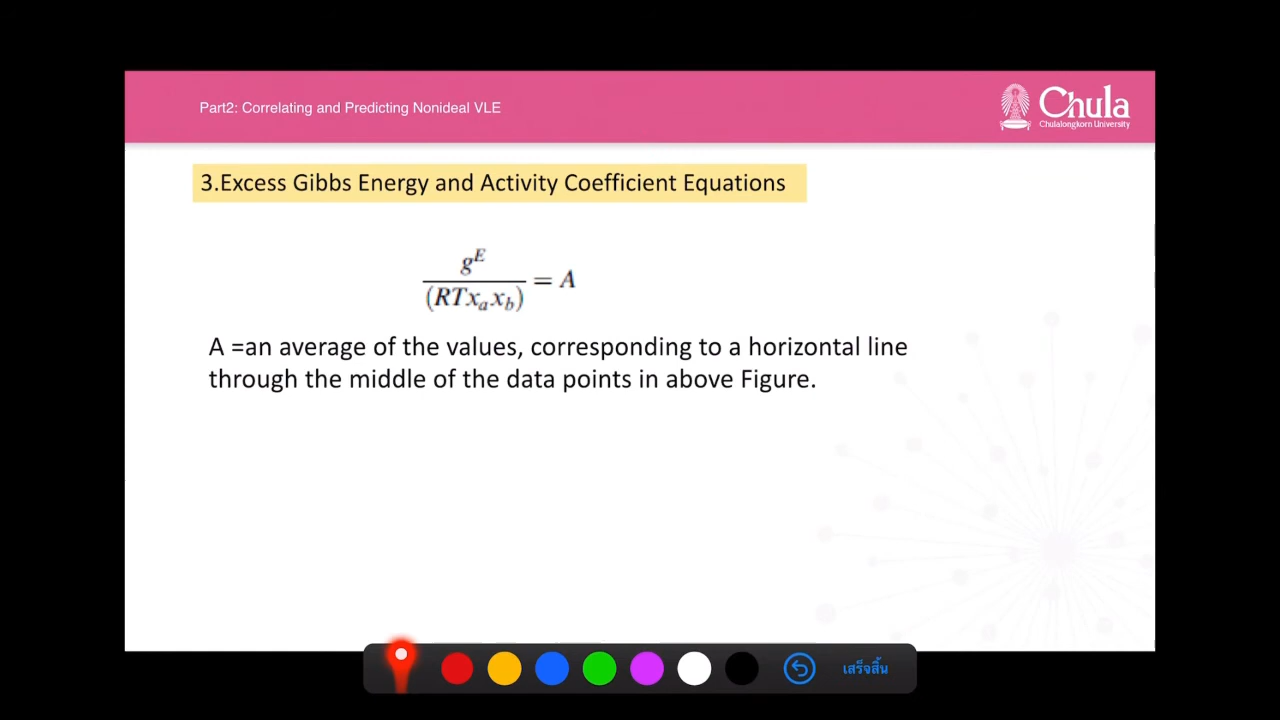 Part2: Correlating and Predicting Nonideal VLE
Chula
Chulalongkorn University
3.Excess Gibbs Energy and Activity Coefficient Equations
g^E / (RTx_a x_b) = A
A =an average of the values, corresponding to a horizontal line
through the middle of the data points in above Figure.
เสร็จสิ้น